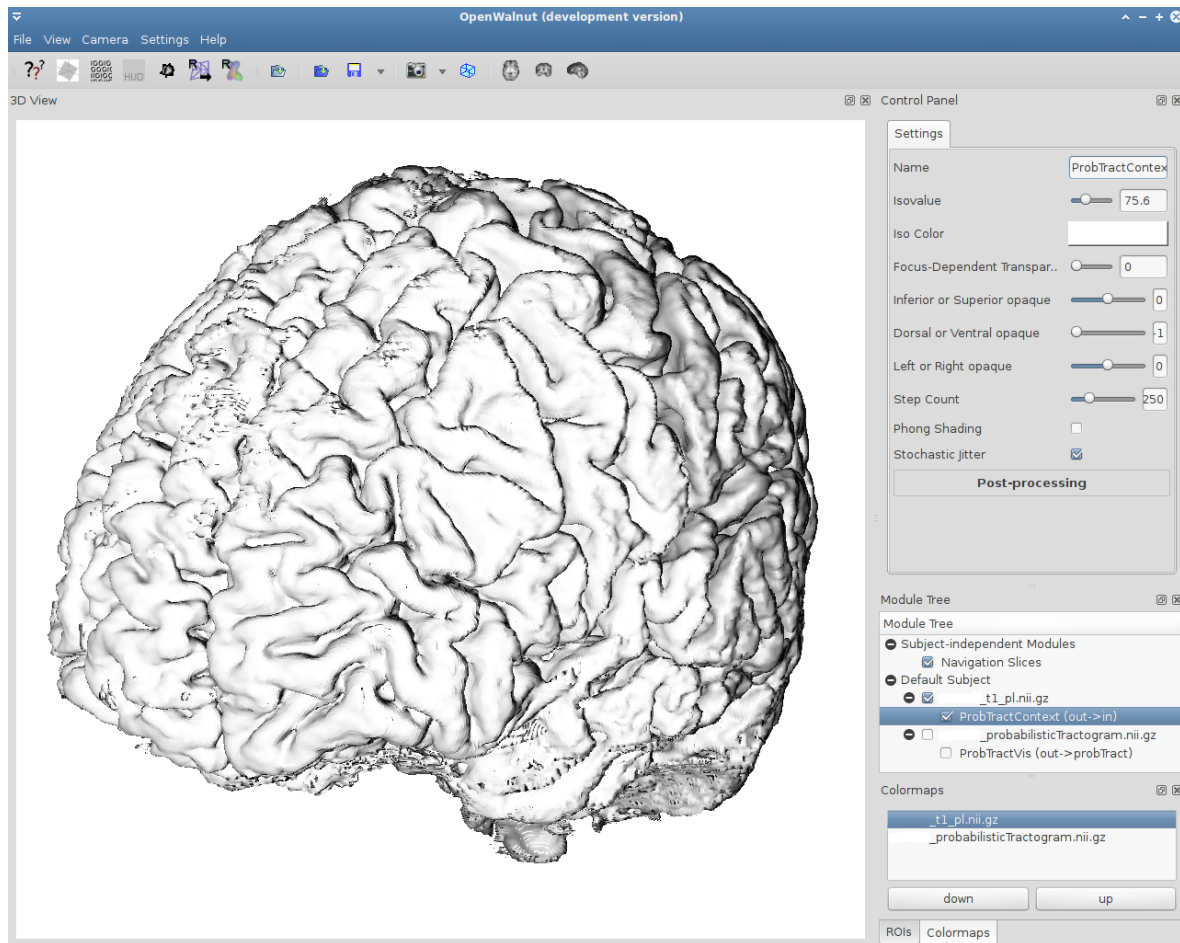 OpenWalnut (development version)
File View Camera Settings Help
??? IOOIO OOOIC IIOIOC HUD R R
3D View
Control Panel
Settings
Name ProbTractContex
Isovalue 75.6
Iso Color
Focus-Dependent Transpar.. 0
Inferior or Superior opaque 0
Dorsal or Ventral opaque -1
Left or Right opaque 0
Step Count 250
Phong Shading
Stochastic Jitter
Post-processing
Module Tree
Module Tree
Subject-independent Modules
Navigation Slices
Default Subject
_t1_pl.nii.gz
ProbTractContext (out->in)
_probabilisticTractogram.nii.gz
ProbTractVis (out->probTract)
Colormaps
_t1_pl.nii.gz
_probabilisticTractogram.nii.gz
down up
ROIs Colormaps